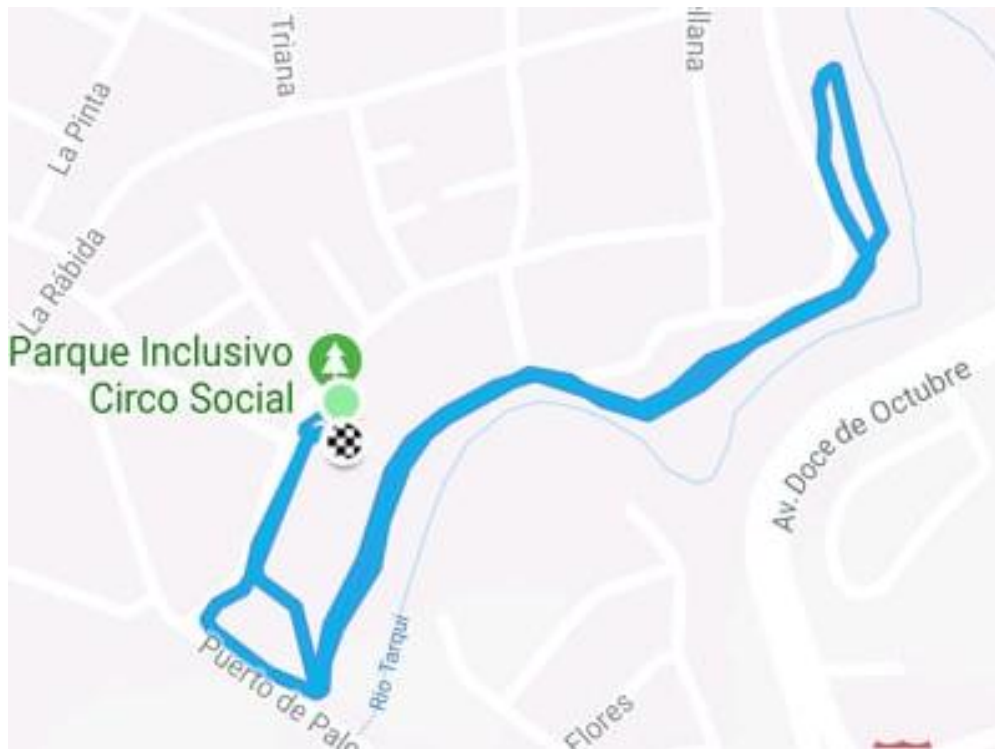 Triana
ellana
La Pinta
La Rábida
Parque Inclusivo
Circo Social
Av. Doce de Octubre
Puerto de Palo
Río Tarqui
Flores